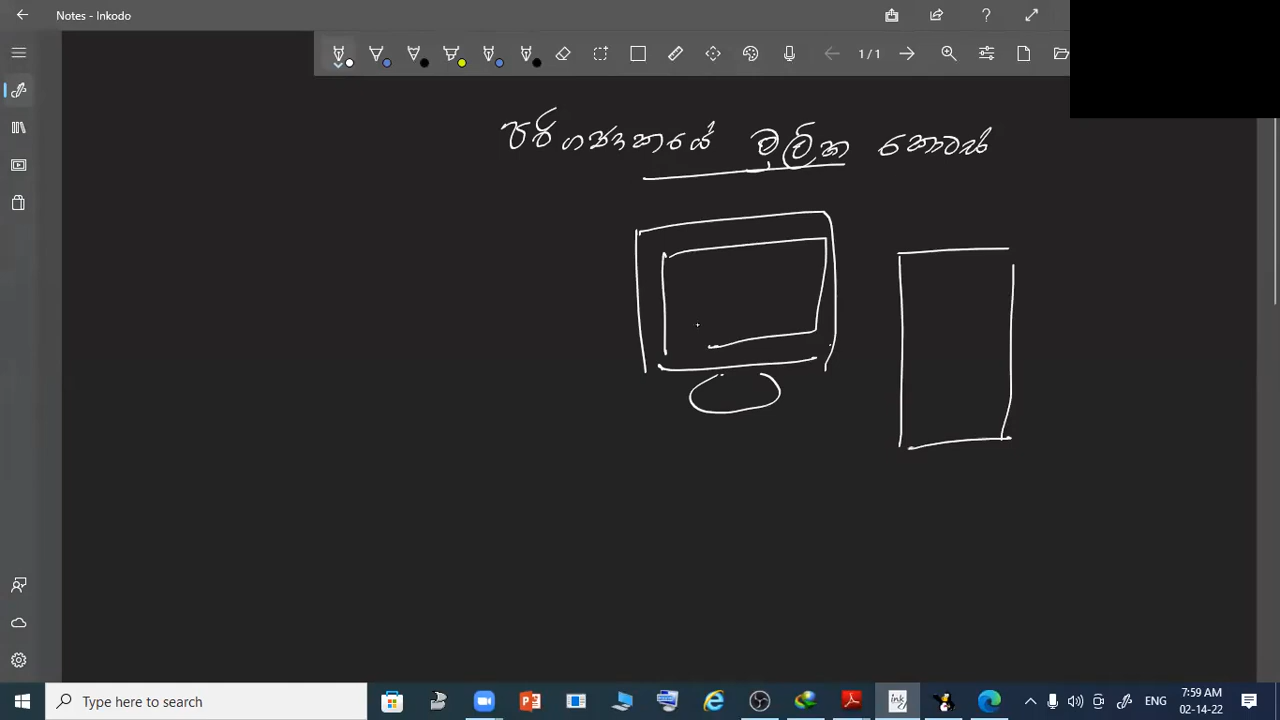 Notes - Inkodo
1/1
පරිගණකයේ මූලික කොටස්
Type here to search
ENG
7:59 AM
02-14-22